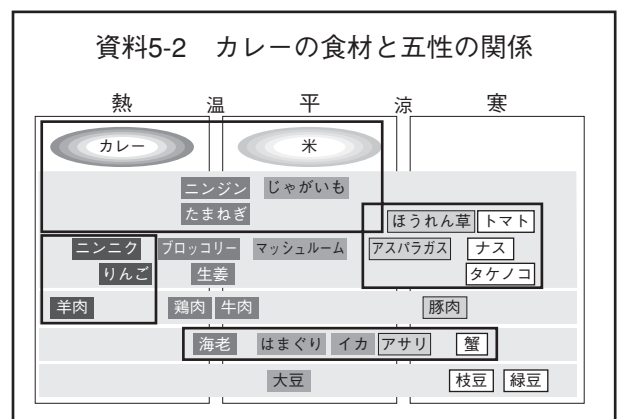 資料5-2 カレーの食材と五性の関係
熱 温 平 涼 寒
カレー 米
ニンジン じゃがいも
たまねぎ
ほうれん草 トマト
ニンニク ブロッコリー マッシュルーム アスパラガス ナス
りんご 生姜 タケノコ
羊肉 鶏肉 牛肉 豚肉
海老 はまぐり イカ アサリ 蟹
大豆 枝豆 緑豆